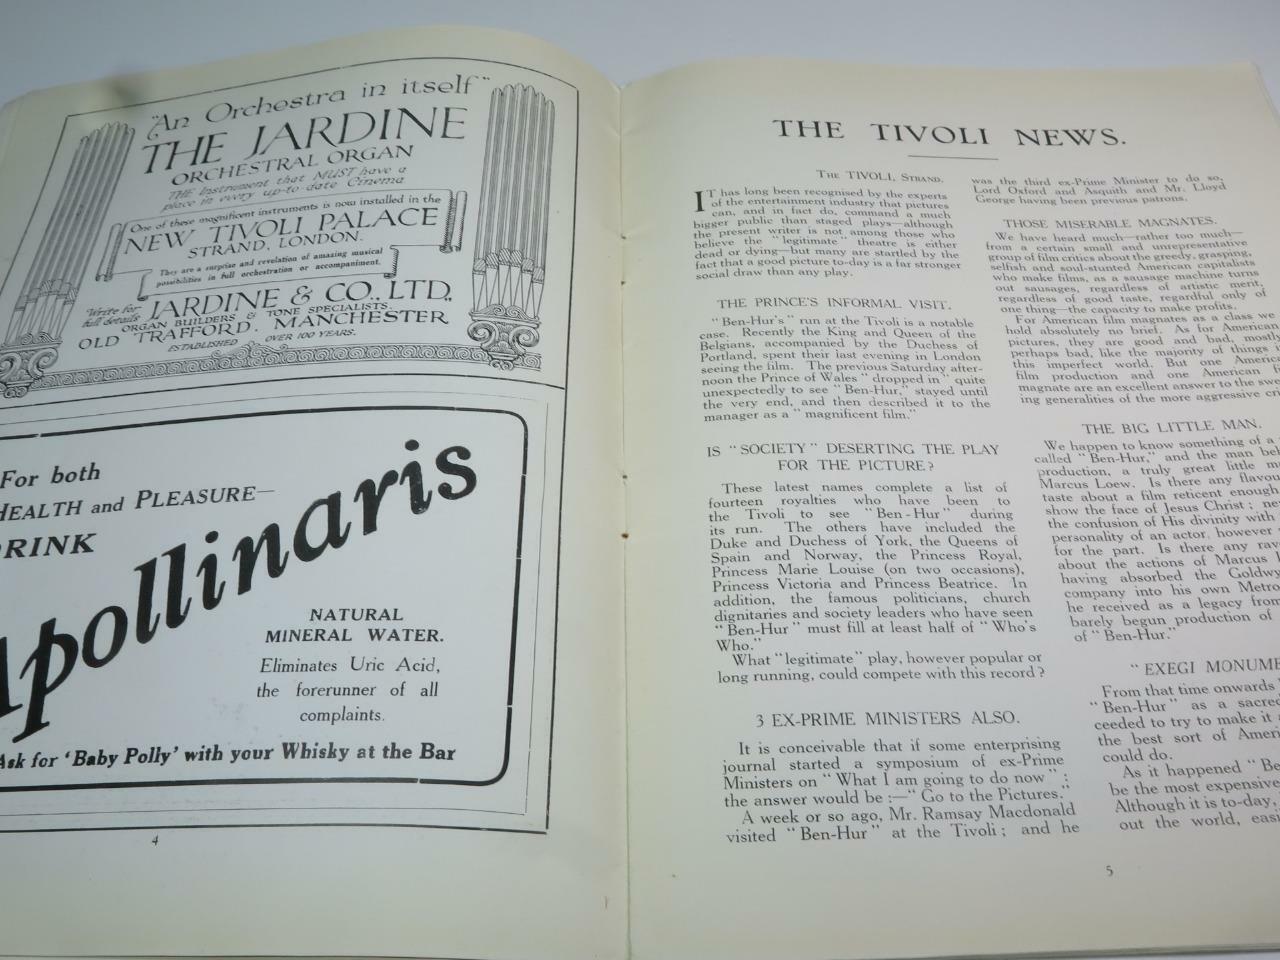 "An Orchestra in itself"
THE JARDINE
ORCHESTRAL ORGAN
THE Instrument that MUST have a
place in every up-to-date Cinema
One of these magnificent instruments is now installed in the
NEW TIVOLI PALACE
STRAND, LONDON.
They are a surprise and revelation of amazing musical
possibilities in full orchestration or accompaniment.
Write for
full details
JARDINE & CO., LTD.,
ORGAN BUILDERS & TONE SPECIALISTS
OLD TRAFFORD, MANCHESTER
ESTABLISHED OVER 100 YEARS.
For both
HEALTH and PLEASURE—
DRINK
Apollinaris
NATURAL
MINERAL WATER.
Eliminates Uric Acid,
the forerunner of all
complaints.
Ask for 'Baby Polly' with your Whisky at the Bar
4
THE TIVOLI NEWS.
THE TIVOLI, STRAND.
IT has long been recognised by the experts
of the entertainment industry that pictures
can, and in fact do, command a much
bigger public than staged plays—although
the present writer is not among those who
believe the "legitimate" theatre is either
dead or dying—but many are startled by the
fact that a good picture to-day is a far stronger
social draw than any play.
THE PRINCE'S INFORMAL VISIT.
"Ben-Hur's" run at the Tivoli is a notable
case. Recently the King and Queen of the
Belgians, accompanied by the Duchess of
Portland, spent their last evening in London
seeing the film. The previous Saturday after-
noon the Prince of Wales "dropped in" quite
unexpectedly to see "Ben-Hur," stayed until
the very end, and then described it to the
manager as a "magnificent film."
IS "SOCIETY" DESERTING THE PLAY
FOR THE PICTURE?
These latest names complete a list of
fourteen royalties who have been to
the Tivoli to see "Ben-Hur" during
its run. The others have included the
Duke and Duchess of York, the Queens of
Spain and Norway, the Princess Royal,
Princess Marie Louise (on two occasions),
Princess Victoria and Princess Beatrice. In
addition, the famous politicians, church
dignitaries and society leaders who have seen
"Ben-Hur" must fill at least half of "Who's
Who."
What "legitimate" play, however popular or
long running, could compete with this record?
3 EX-PRIME MINISTERS ALSO.
It is conceivable that if some enterprising
journal started a symposium of ex-Prime
Ministers on "What I am going to do now":
the answer would be:—"Go to the Pictures."
A week or so ago, Mr. Ramsay Macdonald
visited "Ben-Hur" at the Tivoli; and he
was the third ex-Prime Minister to do so,
Lord Oxford and Asquith and Mr. Lloyd
George having been previous patrons.
THOSE MISERABLE MAGNATES.
We have heard much—rather too much—
from a certain small and unrepresentative
group of film critics about the greedy, grasping,
selfish and soul-stunted American capitalists
who make films, as a sausage machine turns
out sausages, regardless of artistic merit,
regardless of good taste, regardful only of
one thing—the capacity to make profits.
For American film magnates as a class we
hold absolutely no brief. As for American
pictures, they are good and bad, mostly
perhaps bad, like the majority of things i
this imperfect world. But one America
film production and one American f
magnate are an excellent answer to the swe
ing generalities of the more aggressive cri
THE BIG LITTLE MAN.
We happen to know something of a
called "Ben-Hur," and the man beh
production, a truly great little m
Marcus Loew. Is there any flavou
taste about a film reticent enough
show the face of Jesus Christ: ne
the confusion of His divinity with
personality of an actor, however
for the part. Is there any rav
about the actions of Marcus L
having absorbed the Goldwy
company into his own Metro
he received as a legacy from
barely begun production of
of "Ben-Hur."
"EXEGI MONUME
From that time onwards
"Ben-Hur" as a sacred
ceeded to try to make it
the best sort of Ameri
could do.
As it happened "Be
be the most expensive
Although it is to-day,
out the world, easi
5